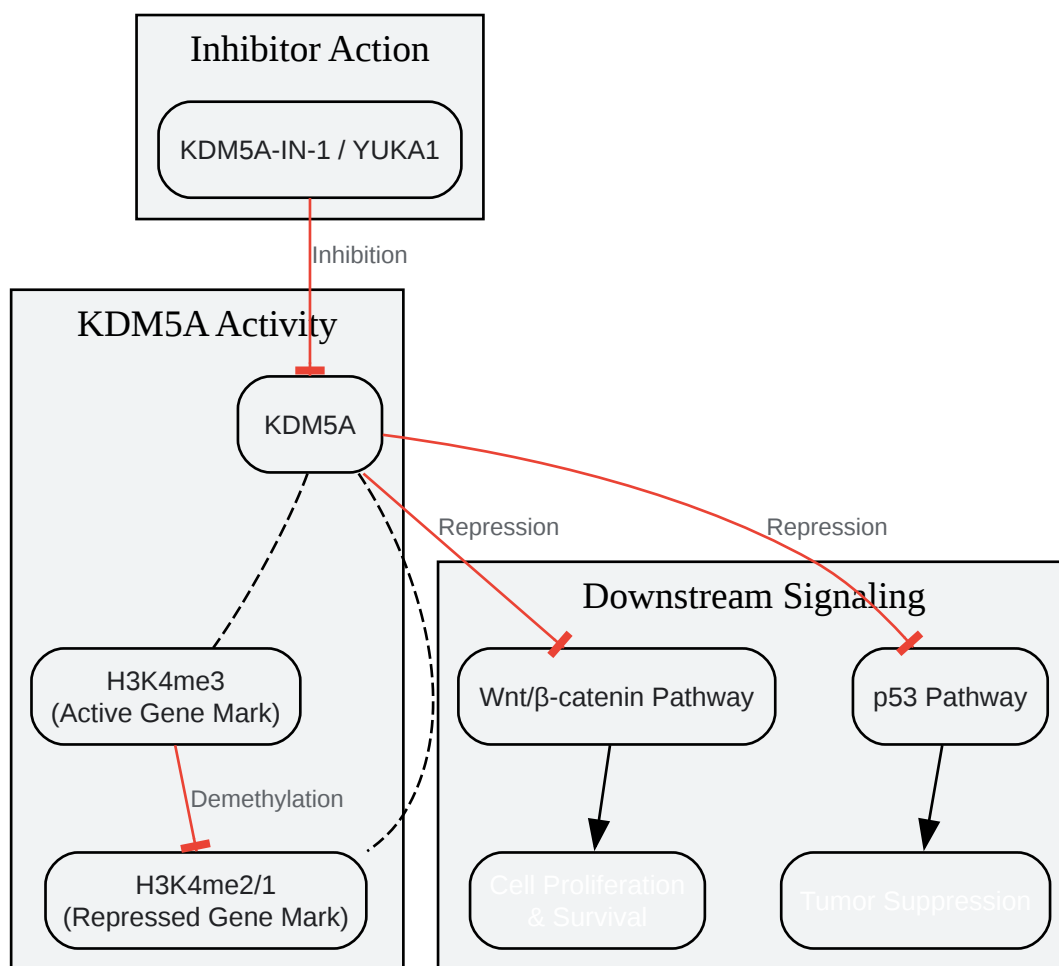 Inhibitor Action
KDM5A-IN-1 / YUKA1
Inhibition
KDM5A Activity
KDM5A
Repression
Repression
Downstream Signaling
H3K4me3
(Active Gene Mark)
Wnt/β-catenin Pathway
p53 Pathway
Demethylation
H3K4me2/1
(Repressed Gene Mark)
Cell Proliferation
& Survival
Tumor Suppression